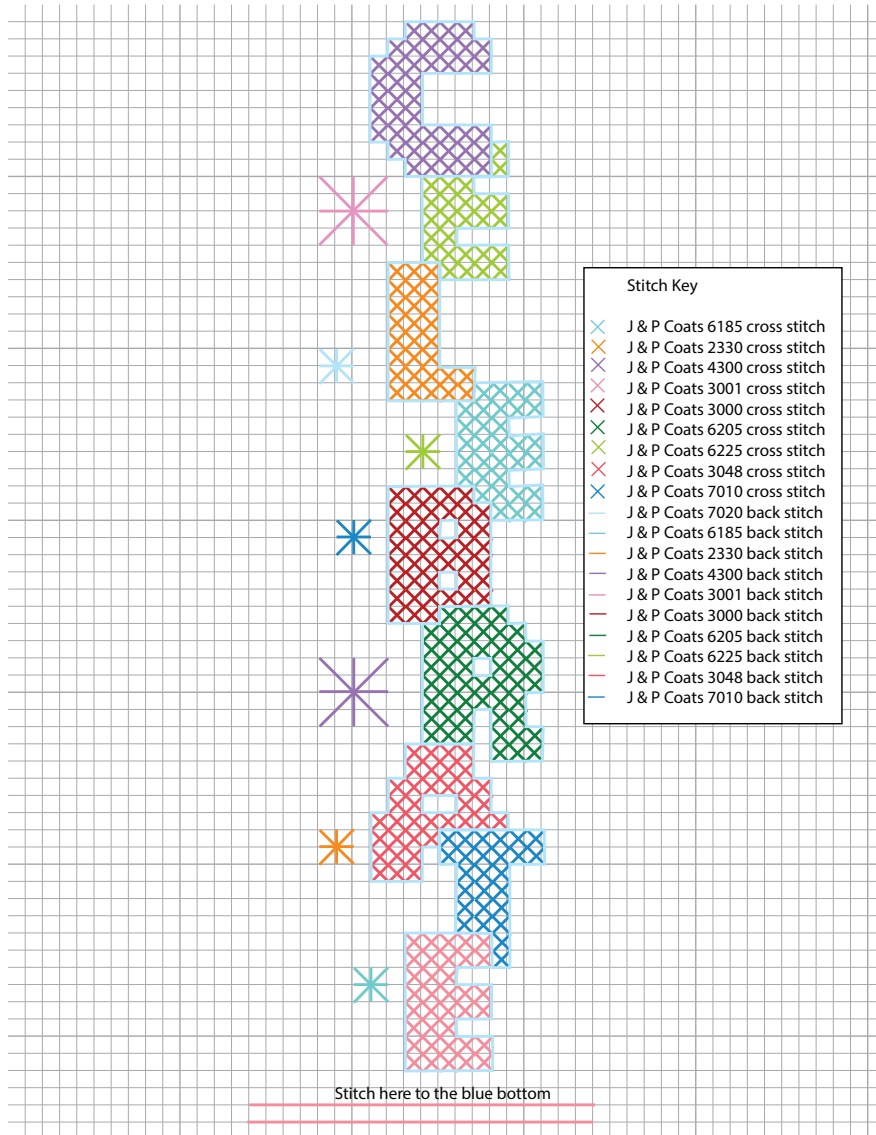 C
E
L
E
B
R
A
T
E
Stitch Key
J & P Coats 6185 cross stitch
J & P Coats 2330 cross stitch
J & P Coats 4300 cross stitch
J & P Coats 3001 cross stitch
J & P Coats 3000 cross stitch
J & P Coats 6205 cross stitch
J & P Coats 6225 cross stitch
J & P Coats 3048 cross stitch
J & P Coats 7010 cross stitch
J & P Coats 7020 back stitch
J & P Coats 6185 back stitch
J & P Coats 2330 back stitch
J & P Coats 4300 back stitch
J & P Coats 3001 back stitch
J & P Coats 3000 back stitch
J & P Coats 6205 back stitch
J & P Coats 6225 back stitch
J & P Coats 3048 back stitch
J & P Coats 7010 back stitch
Stitch here to the blue bottom